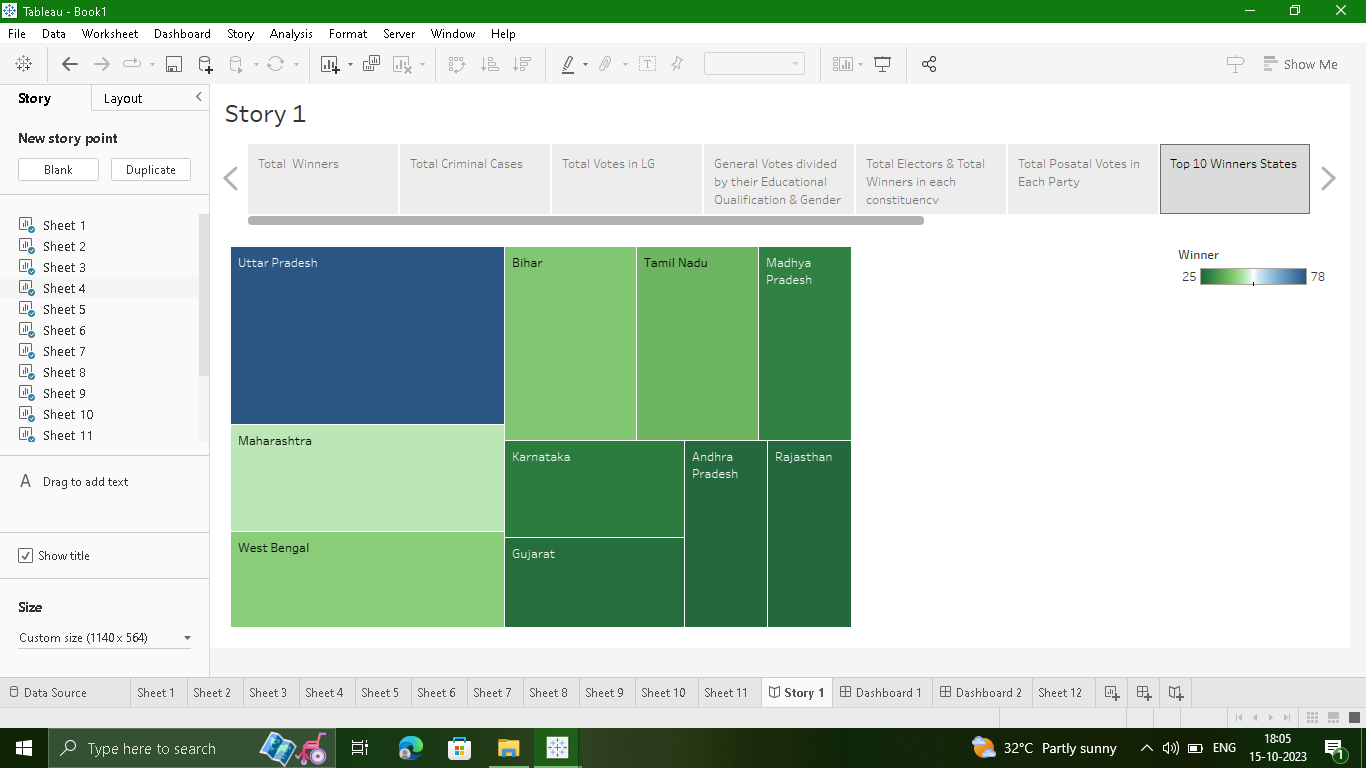 Tableau - Book1
File Data Worksheet Dashboard Story Analysis Format Server Window Help
Show Me
Story Layout
New story point
Blank Duplicate
Sheet 1
Sheet 2
Sheet 3
Sheet 4
Sheet 5
Sheet 6
Sheet 7
Sheet 8
Sheet 9
Sheet 10
Sheet 11
A Drag to add text
Show title
Size
Custom size (1140 x 564)
Story 1
Total Winners
Total Criminal Cases
Total Votes in LG
General Votes divided
by their Educational
Qualification & Gender
Total Electors & Total
Winners in each
constituency
Total Posatal Votes in
Each Party
Top 10 Winners States
Uttar Pradesh
Maharashtra
West Bengal
Bihar
Tamil Nadu
Madhya
Pradesh
Karnataka
Gujarat
Andhra
Pradesh
Rajasthan
Winner
25 78
Data Source Sheet 1 Sheet 2 Sheet 3 Sheet 4 Sheet 5 Sheet 6 Sheet 7 Sheet 8 Sheet 9 Sheet 10 Sheet 11 Story 1 Dashboard 1 Dashboard 2 Sheet 12
Type here to search
32°C Partly sunny
ENG
18:05
15-10-2023
1